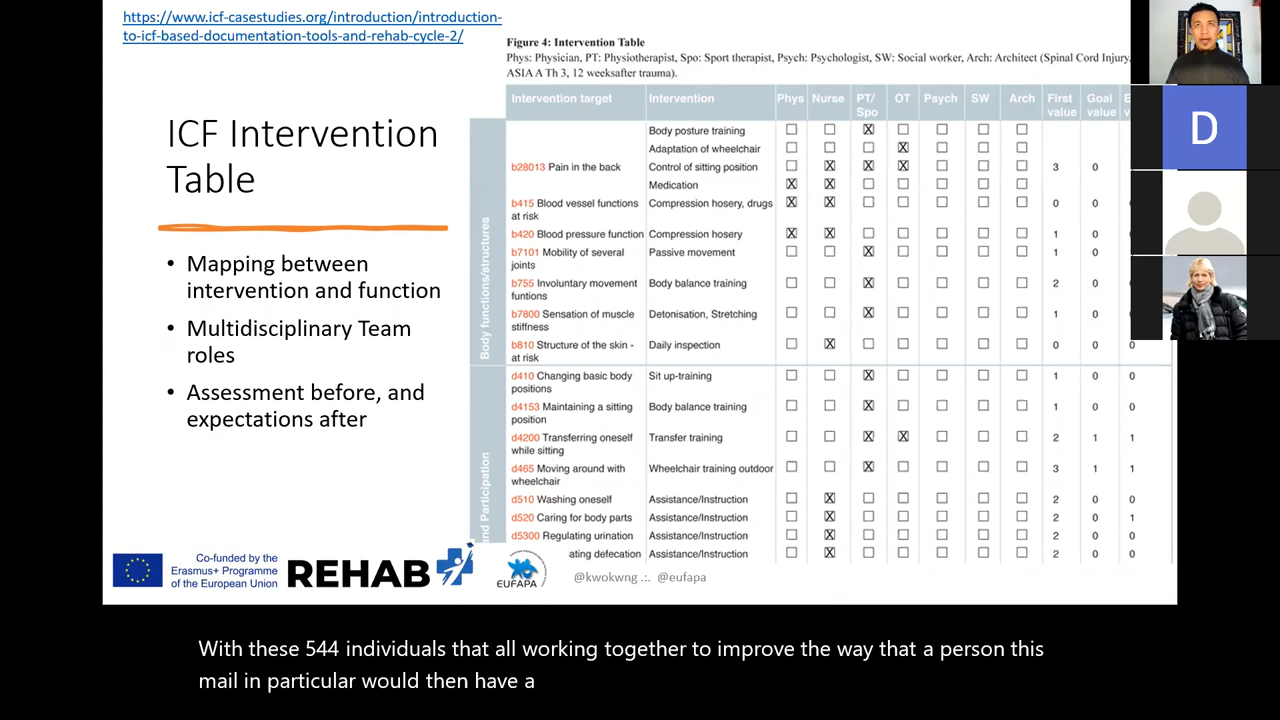 https://www.icf-casestudies.org/introduction/introduction-
to-icf-based-documentation-tools-and-rehab-cycle-2/
ICF Intervention
Table
• Mapping between
intervention and function
• Multidisciplinary Team
roles
• Assessment before, and
expectations after
Figure 4: Intervention Table
Phys: Physician, PT: Physiotherapist, Spo: Sport therapist, Psych: Psychologist, SW: Social worker, Arch: Architect (Spinal Cord Injury,
ASIA A Th 3, 12 weeksafter trauma).
Intervention target Intervention Phys Nurse PT/ OT Psych SW Arch First Goal E
Spo value value v
Body functions/structures
Body posture training ☐ ☐ ☒ ☐ ☐ ☐ ☐
Adaptation of wheelchair ☐ ☐ ☐ ☒ ☐ ☐ ☐
b28013 Pain in the back Control of sitting position ☐ ☒ ☒ ☒ ☐ ☐ ☐ 3 0
Medication ☒ ☒ ☐ ☐ ☐ ☐ ☐
b415 Blood vessel functions Compression hosery, drugs ☒ ☒ ☐ ☐ ☐ ☐ ☐ 0 0 0
at risk
b420 Blood pressure function Compression hosery ☒ ☒ ☐ ☐ ☐ ☐ ☐ 1 0 0
b7101 Mobility of several Passive movement ☐ ☐ ☒ ☐ ☐ ☐ ☐ 1 0 0
joints
b755 Involuntary movement Body balance training ☐ ☐ ☒ ☐ ☐ ☐ ☐ 2 0 0
funtions
b7800 Sensation of muscle Detonisation, Stretching ☐ ☐ ☒ ☐ ☐ ☐ ☐ 1 0 0
stiffness
b810 Structure of the skin - Daily inspection ☐ ☒ ☐ ☐ ☐ ☐ ☐ 0 0 0
at risk
and Participation
d410 Changing basic body Sit up-training ☐ ☐ ☒ ☐ ☐ ☐ ☐ 1 0 0
positions
d4153 Maintaining a sitting Body balance training ☐ ☐ ☒ ☐ ☐ ☐ ☐ 1 0 0
position
d4200 Transferring oneself Transfer training ☐ ☐ ☒ ☒ ☐ ☐ ☐ 2 1 1
while sitting
d465 Moving around with Wheelchair training outdoor ☐ ☐ ☒ ☐ ☐ ☐ ☐ 3 1 1
wheelchair
d510 Washing oneself Assistance/Instruction ☐ ☒ ☐ ☐ ☐ ☐ ☐ 2 0 0
d520 Caring for body parts Assistance/Instruction ☐ ☒ ☐ ☐ ☐ ☐ ☐ 2 0 1
d5300 Regulating urination Assistance/Instruction ☐ ☒ ☐ ☐ ☐ ☐ ☐ 2 0 0
ating defecation Assistance/Instruction ☐ ☒ ☐ ☐ ☐ ☐ ☐ 2 0 0
Co-funded by the
Erasmus+ Programme
of the European Union
REHAB
EUFAPA
@kwokwng .:. @eufapa
D
With these 544 individuals that all working together to improve the way that a person this
mail in particular would then have a